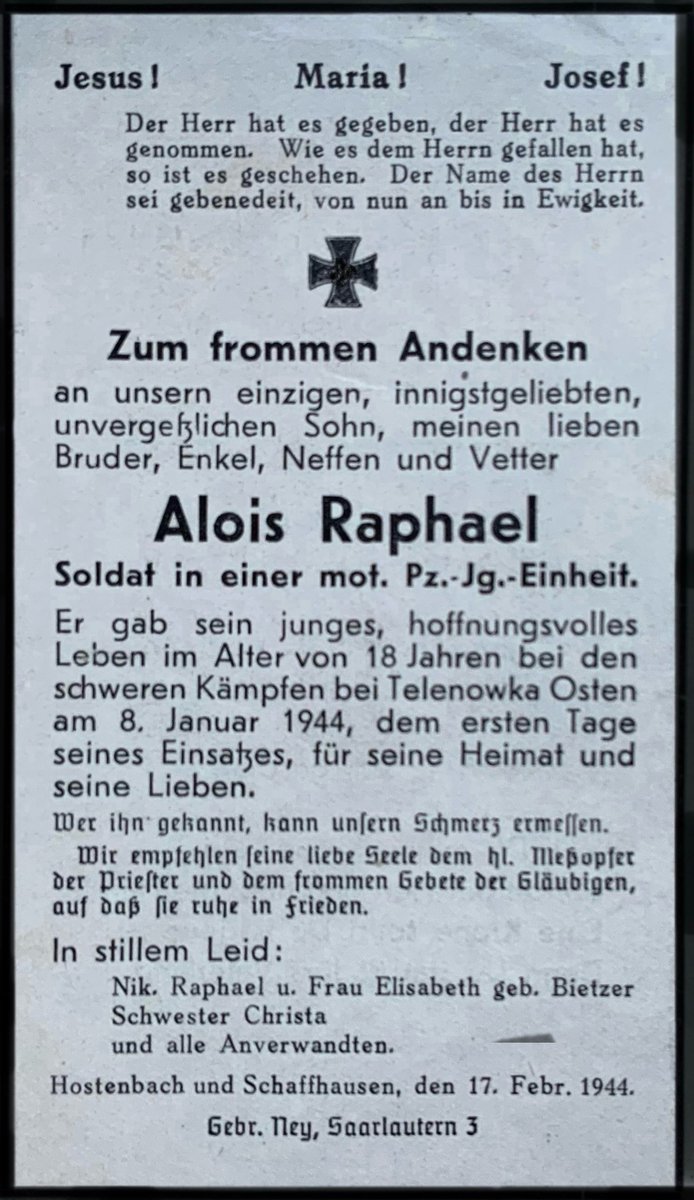 Jesus! Maria! Josef!
Der Herr hat es gegeben, der Herr hat es
genommen. Wie es dem Herrn gefallen hat,
so ist es geschehen. Der Name des Herrn
sei gebenedeit, von nun an bis in Ewigkeit.
Zum frommen Andenken
an unsern einzigen, innigstgeliebten,
unvergeßlichen Sohn, meinen lieben
Bruder, Enkel, Neffen und Vetter
Alois Raphael
Soldat in einer mot. Pz.-Jg.-Einheit.
Er gab sein junges, hoffnungsvolles
Leben im Alter von 18 Jahren bei den
schweren Kämpfen bei Telenowka Osten
am 8. Januar 1944, dem ersten Tage
seines Einsatzes, für seine Heimat und
seine Lieben.
Wer ihn gekannt, kann unsern Schmerz ermessen.
Wir empfehlen seine liebe Seele dem hl. Meßopfer
der Priester und dem frommen Gebete der Gläubigen,
auf daß sie ruhe in Frieden.
In stillem Leid:
Nik. Raphael u. Frau Elisabeth geb. Bietzer
Schwester Christa
und alle Anverwandten.
Hostenbach und Schaffhausen, den 17. Febr. 1944.
Gebr. Ney, Saarlautern 3